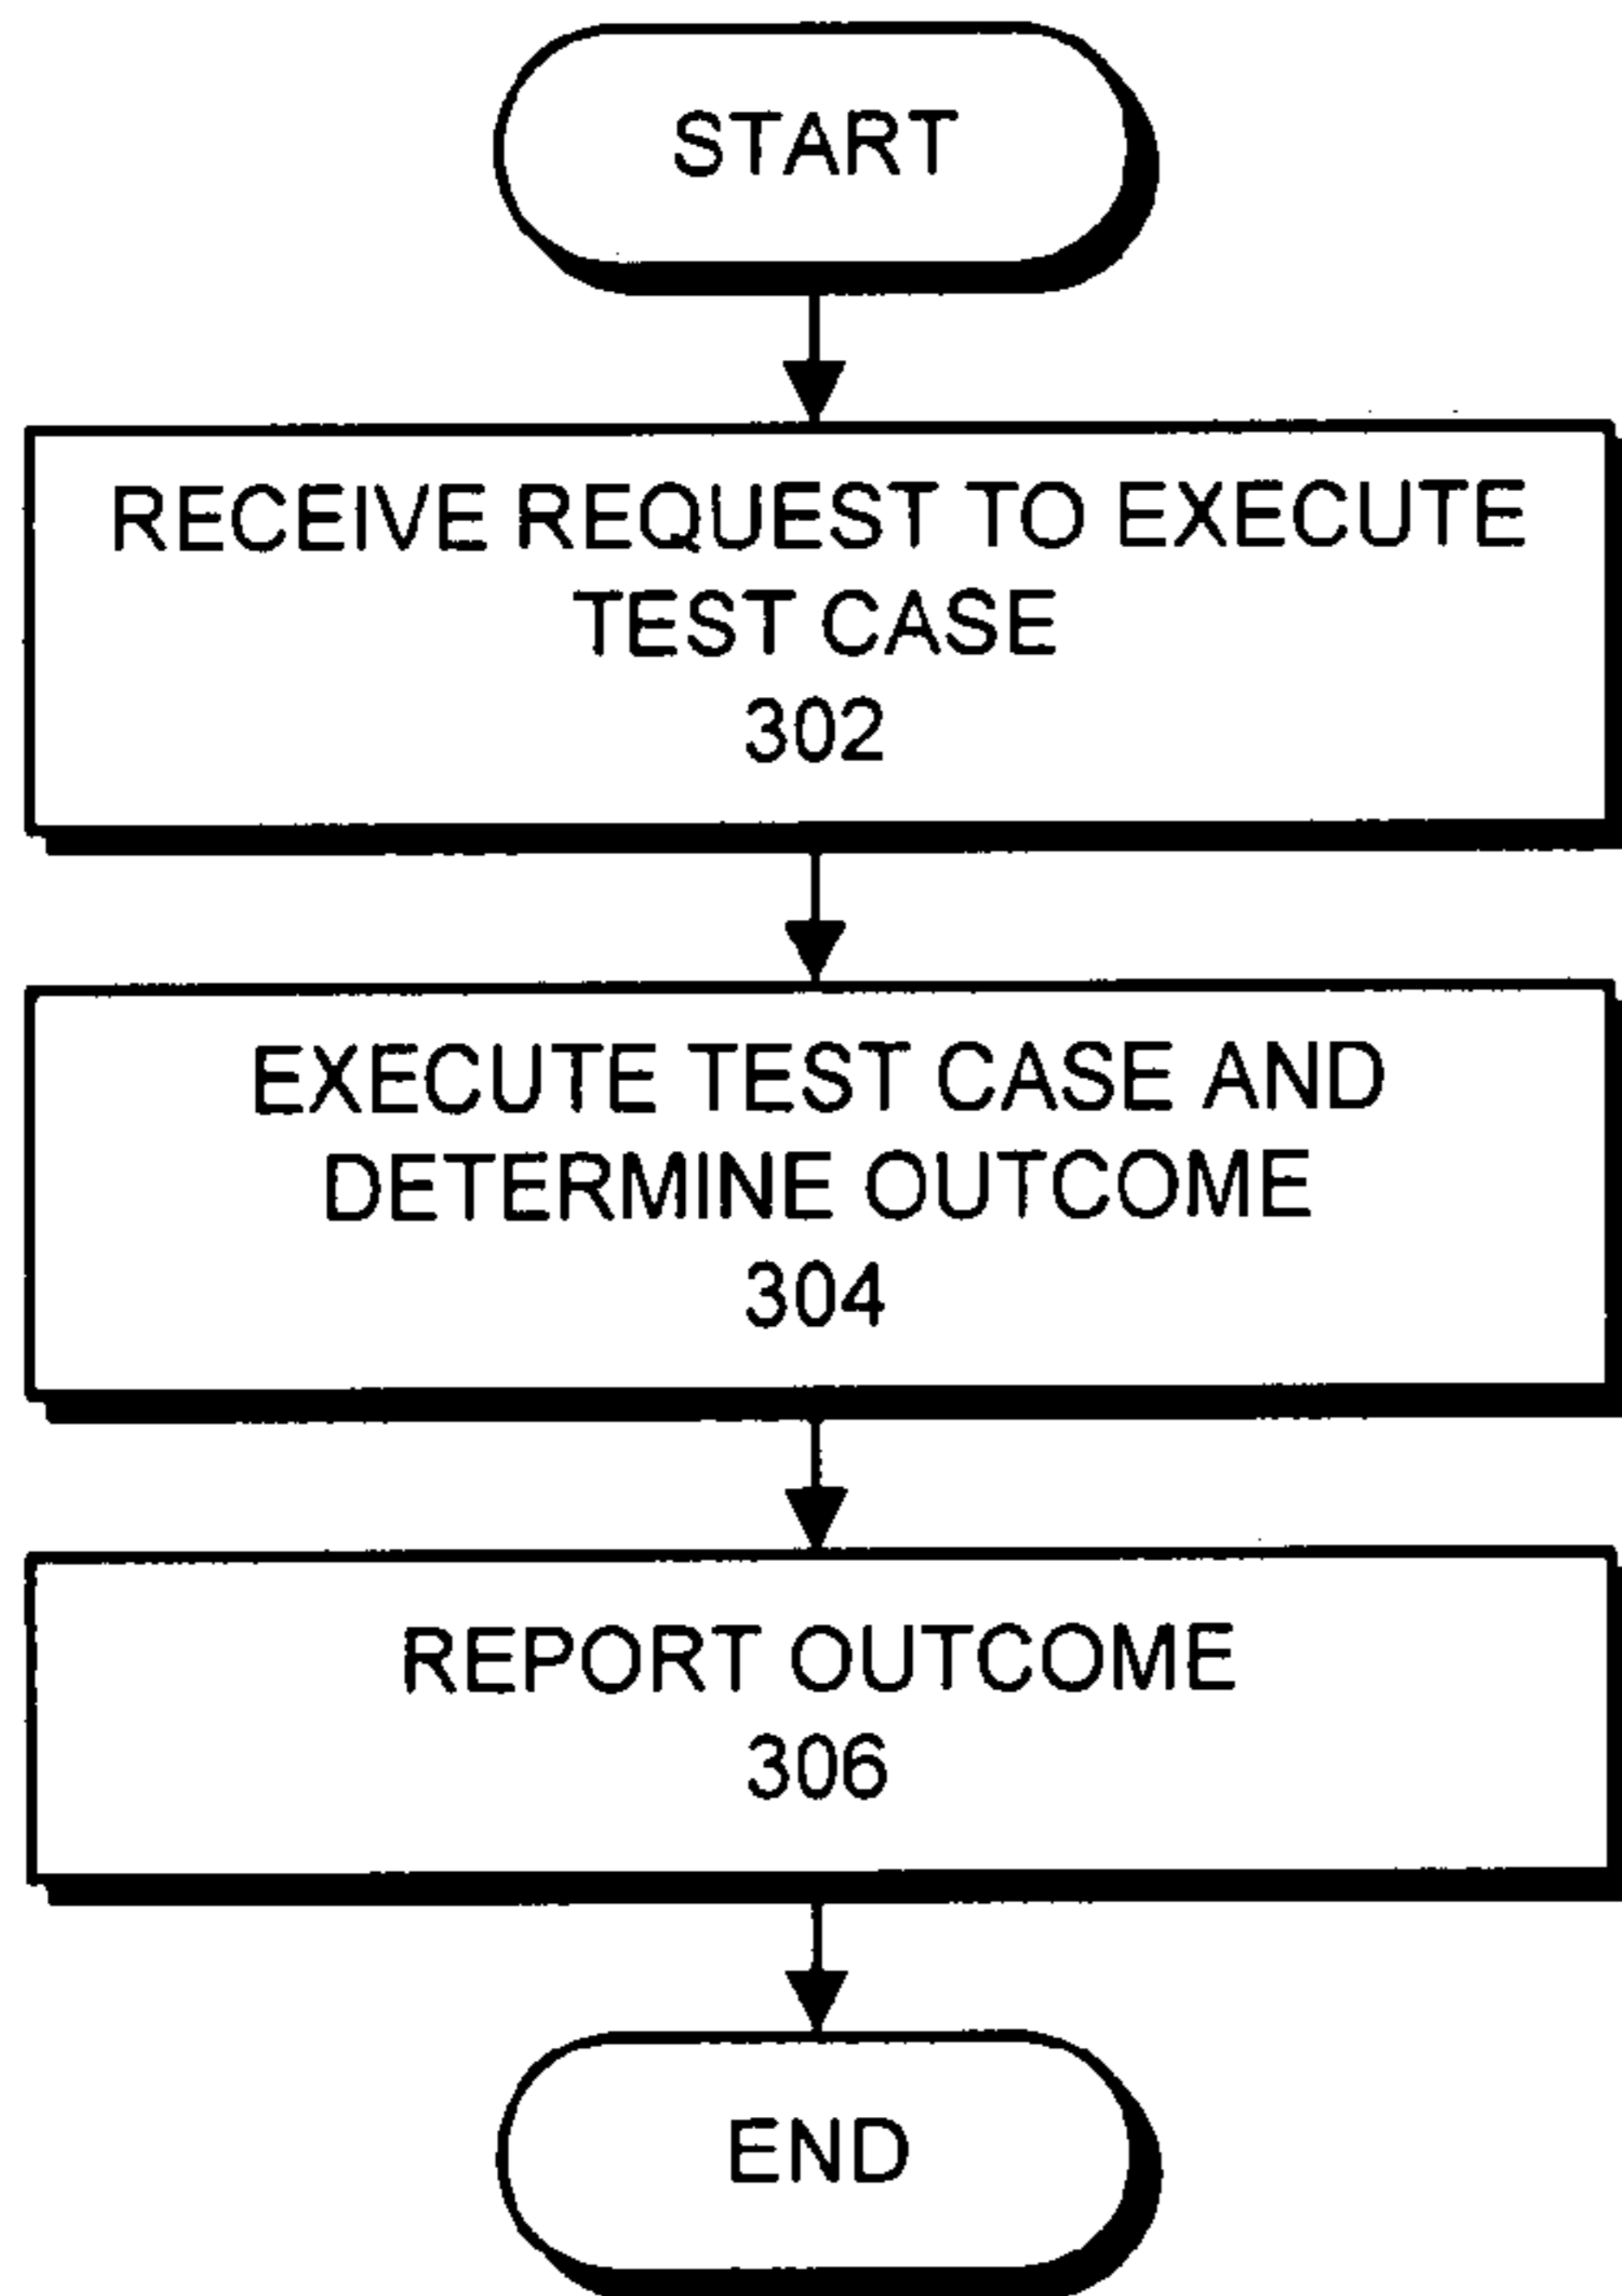 START
RECEIVE REQUEST TO EXECUTE
TEST CASE
302
EXECUTE TEST CASE AND
DETERMINE OUTCOME
304
REPORT OUTCOME
306
END